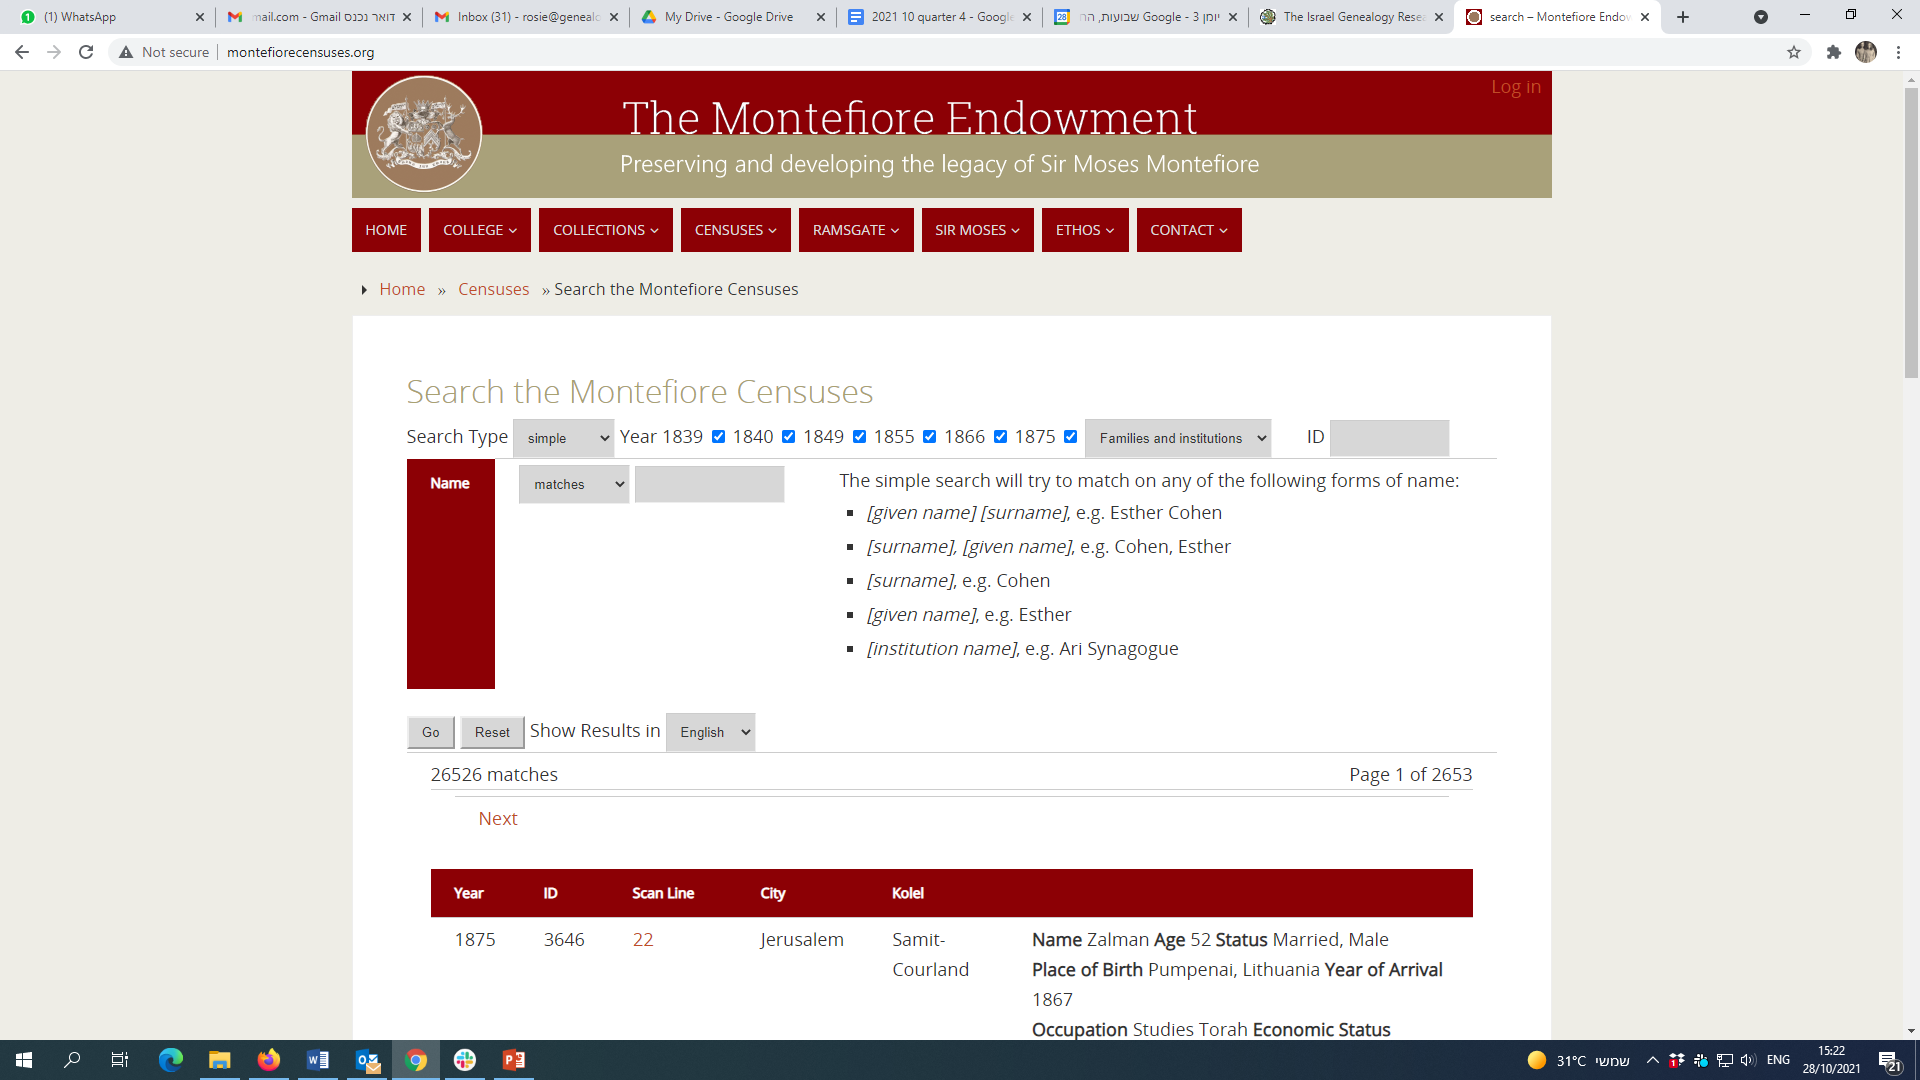 (1) WhatsApp
mail.com - Gmail דואר נכנס
Inbox (31) - rosie@genealo
My Drive - Google Drive
2021 10 quarter 4 - Google
יומן Google - שבועות, הח 3
The Israel Genealogy Resea
search – Montefiore Endow
Not secure
montefiorecensuses.org
Log in
The Montefiore Endowment
Preserving and developing the legacy of Sir Moses Montefiore
HOME COLLEGE COLLECTIONS CENSUSES RAMSGATE SIR MOSES ETHOS CONTACT
Home » Censuses » Search the Montefiore Censuses
Search the Montefiore Censuses
Search Type simple Year 1839 1840 1849 1855 1866 1875 Families and institutions ID
Name matches
The simple search will try to match on any of the following forms of name:
[given name] [surname], e.g. Esther Cohen
[surname], [given name], e.g. Cohen, Esther
[surname], e.g. Cohen
[given name], e.g. Esther
[institution name], e.g. Ari Synagogue
Go Reset Show Results in English
26526 matches Page 1 of 2653
Next
Year ID Scan Line City Kolel
1875 3646 22 Jerusalem Samit-
Courland
Name Zalman Age 52 Status Married, Male
Place of Birth Pumpenai, Lithuania Year of Arrival
1867
Occupation Studies Torah Economic Status
31°C שמשי
ENG
15:22
28/10/2021
21